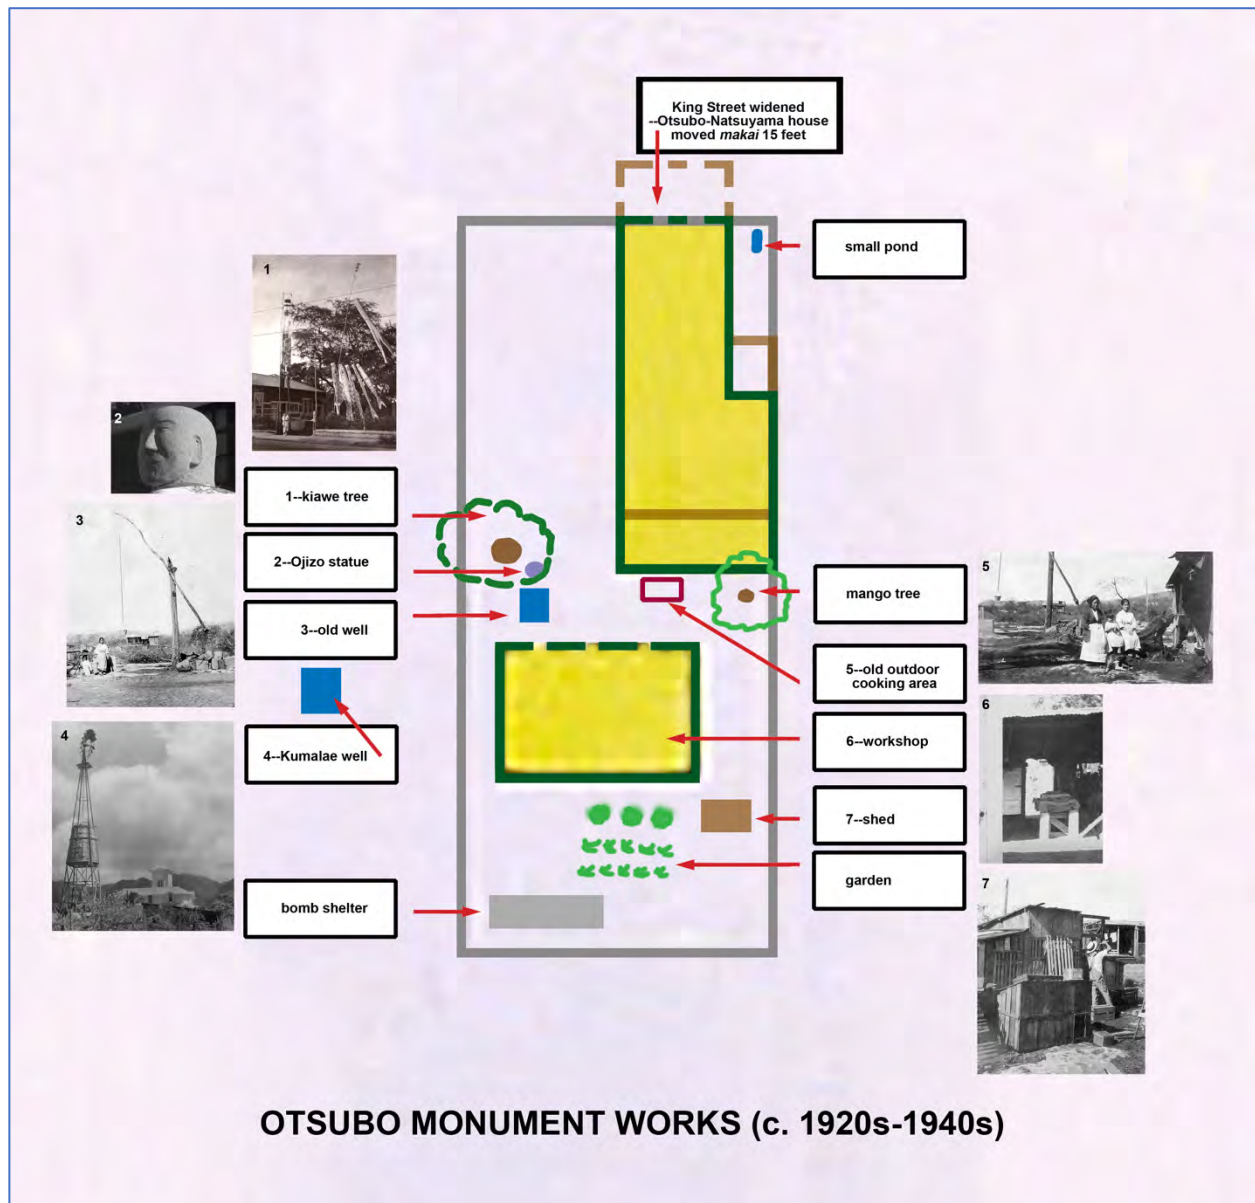 King Street widened
--Otsubo-Natsuyama house
moved makai 15 feet
small pond
1
2
1--kiawe tree
3
2--Ojizo statue
3--old well
4
4--Kumalae well
bomb shelter
mango tree
5
5--old outdoor
cooking area
6
6--workshop
7--shed
garden
7
OTSUBO MONUMENT WORKS (c. 1920s-1940s)